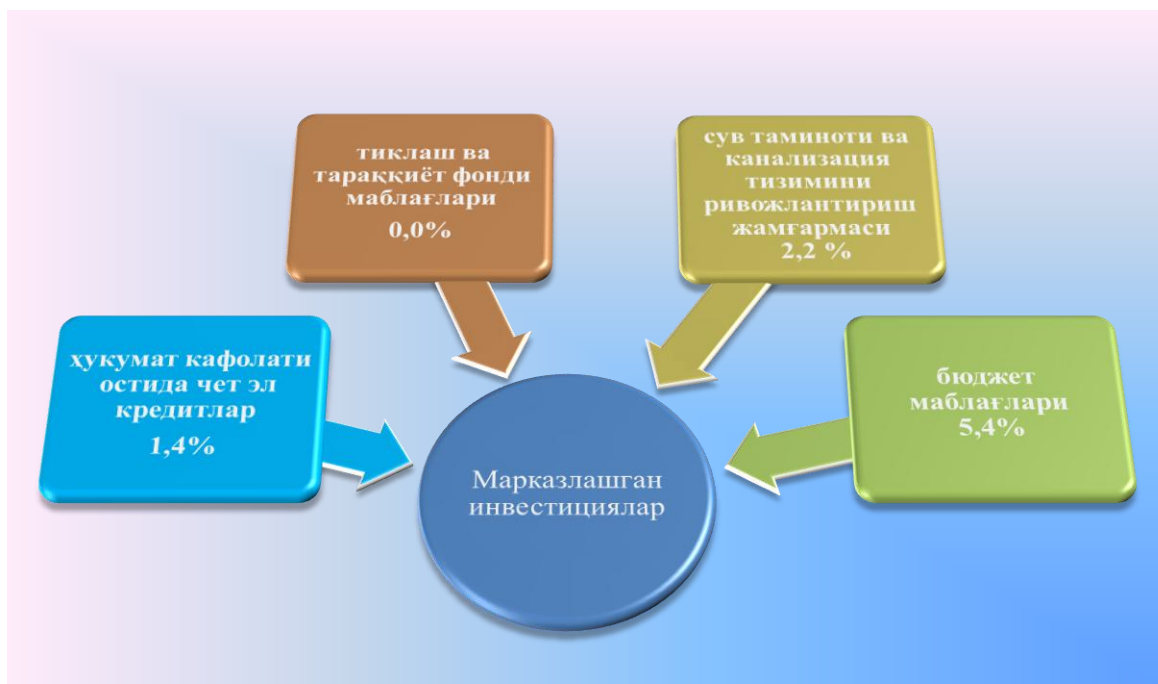 тиклаш ва
тараққиёт фонди
маблағлари
0,0%
сув таминоти ва
канализация
тизимини
ривожлантириш
жамғармаси
2,2 %
ҳукумат кафолати
остида чет эл
кредитлар
1,4%
бюджет
маблағлари
5,4%
Марказлашган
инвестициялар